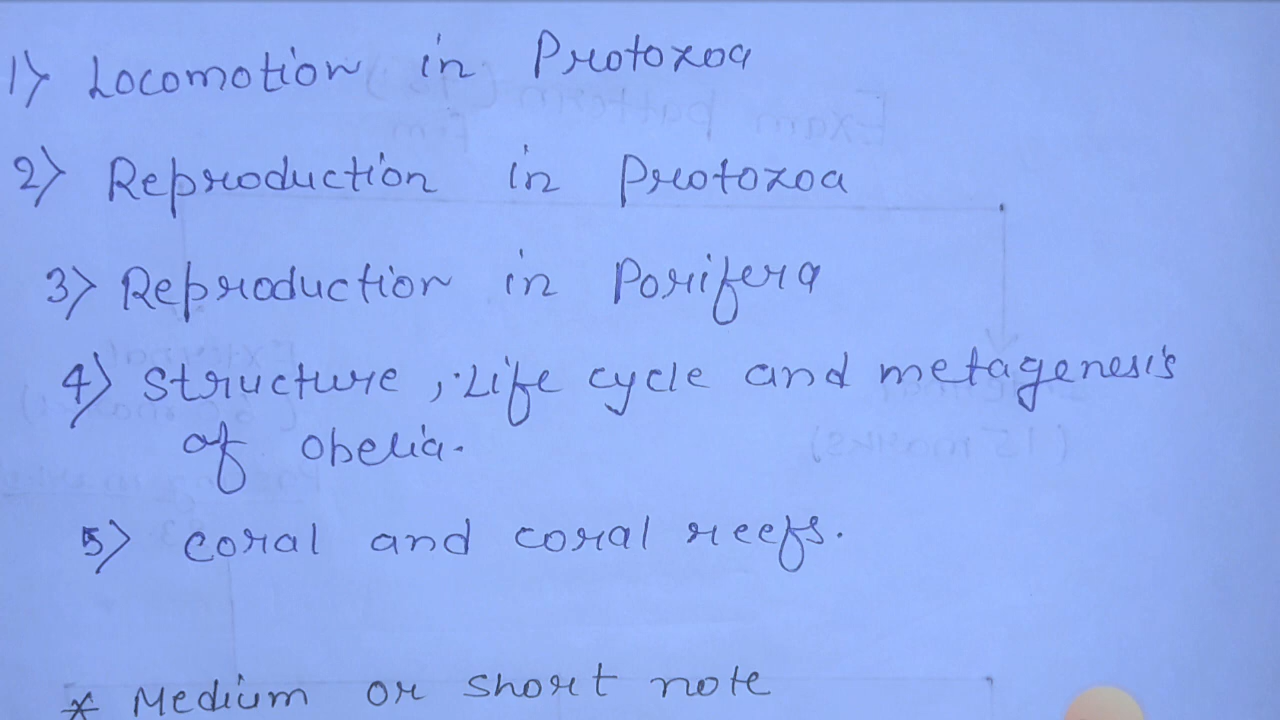 1) Locomotion in Protozoa
2) Reproduction in Protozoa
3) Reproduction in Porifera
4) Structure, Life cycle and metagenesis
of obelia.
5) coral and coral reefs.
* Medium or short note